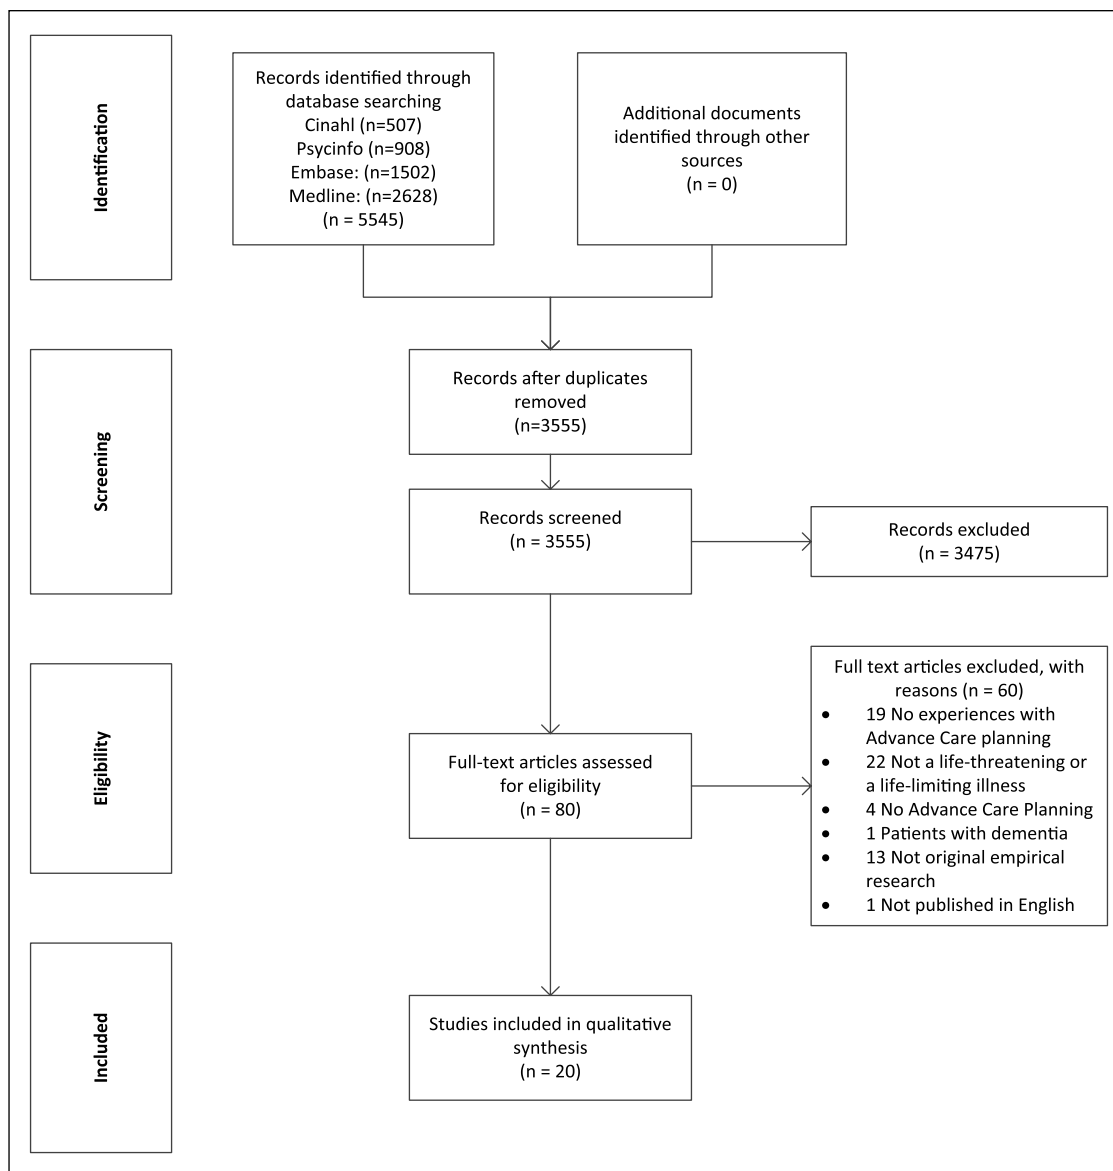 Identification
Records identified through
database searching
Cinahl (n=507)
Psycinfo (n=908)
Embase: (n=1502)
Medline: (n=2628)
(n = 5545)
Additional documents
identified through other
sources
(n = 0)
Screening
Records after duplicates
removed
(n=3555)
Records screened
(n = 3555)
Records excluded
(n = 3475)
Eligibility
Full-text articles assessed
for eligibility
(n = 80)
Full text articles excluded, with
reasons (n = 60)
• 19 No experiences with
Advance Care planning
• 22 Not a life-threatening or
a life-limiting illness
• 4 No Advance Care Planning
• 1 Patients with dementia
• 13 Not original empirical
research
• 1 Not published in English
Included
Studies included in qualitative
synthesis
(n = 20)